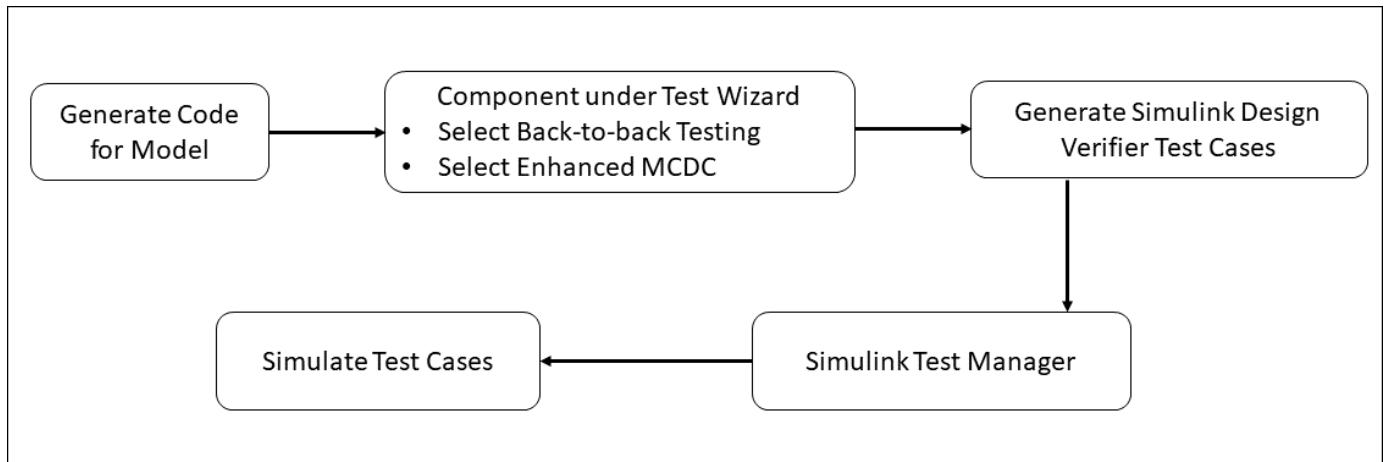 Generate Code
for Model
Component under Test Wizard
• Select Back-to-back Testing
• Select Enhanced MCDC
Generate Simulink Design
Verifier Test Cases
Simulink Test Manager
Simulate Test Cases